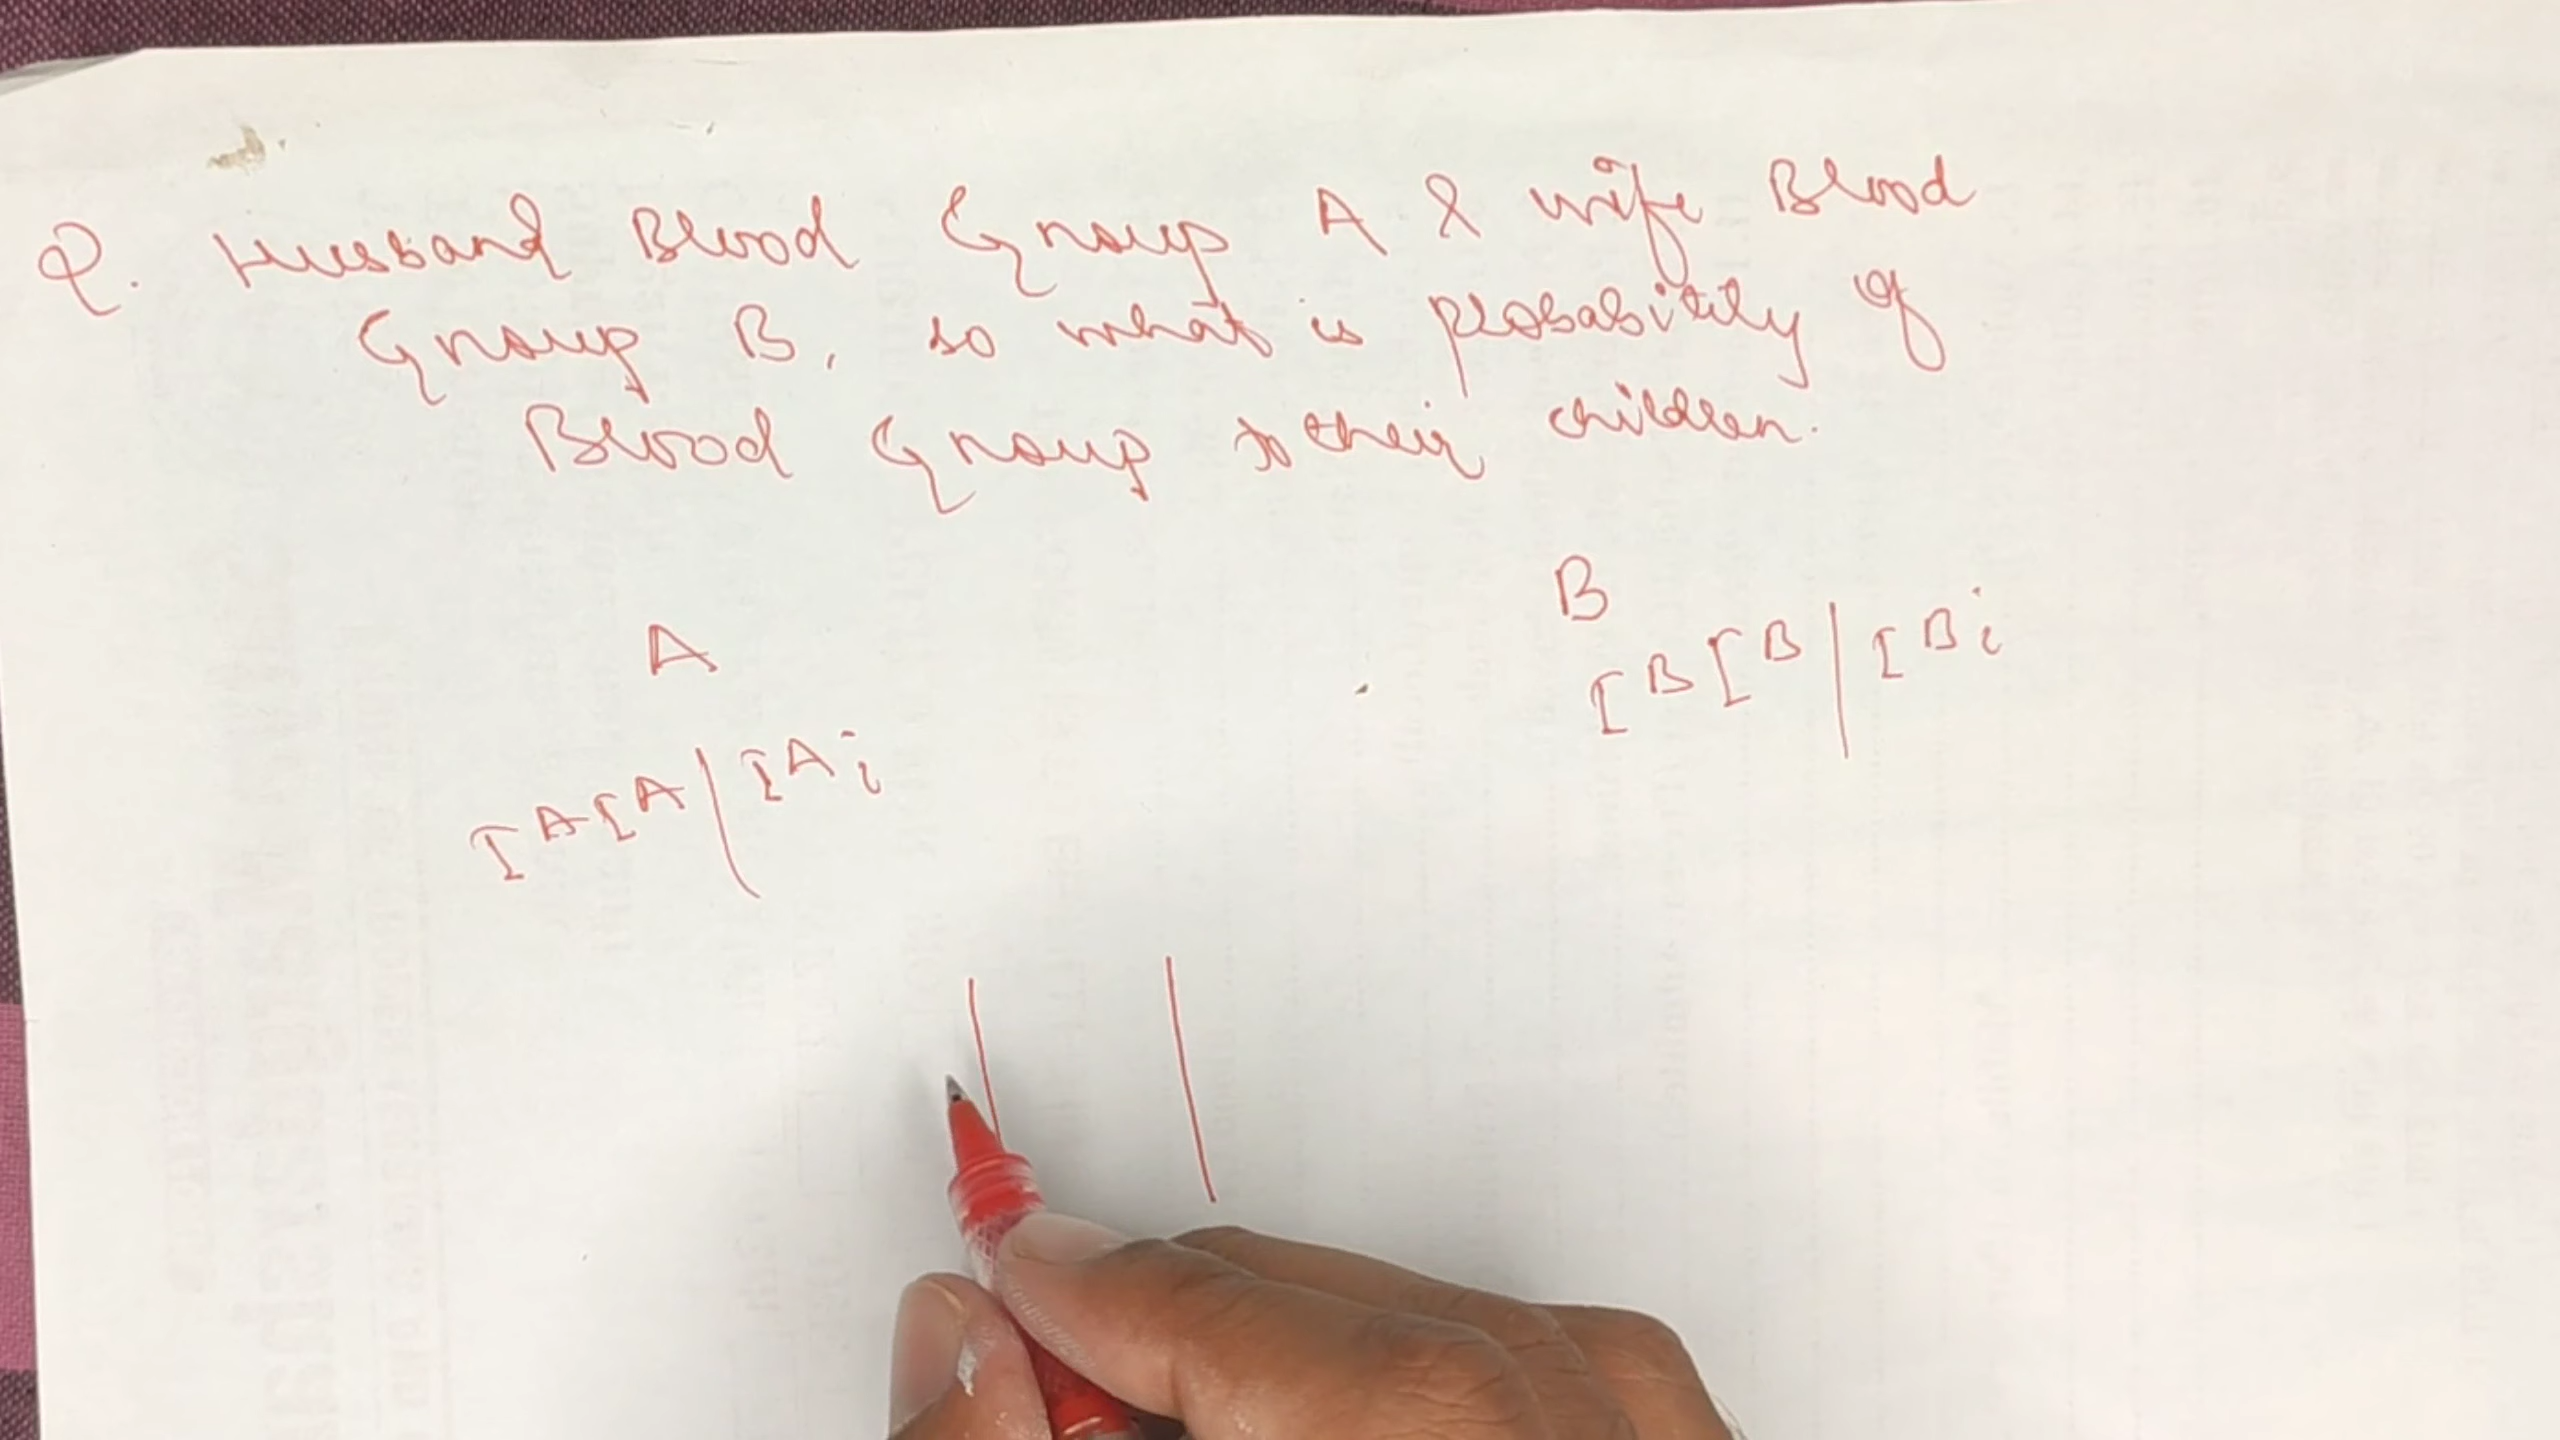 Q. Husband Blood Group A & wife Blood
Group B, so what is probability of
Blood Group to their children.
A
B
IᴬIᴬ/Iᴬi
IᴮIᴮ/Iᴮi